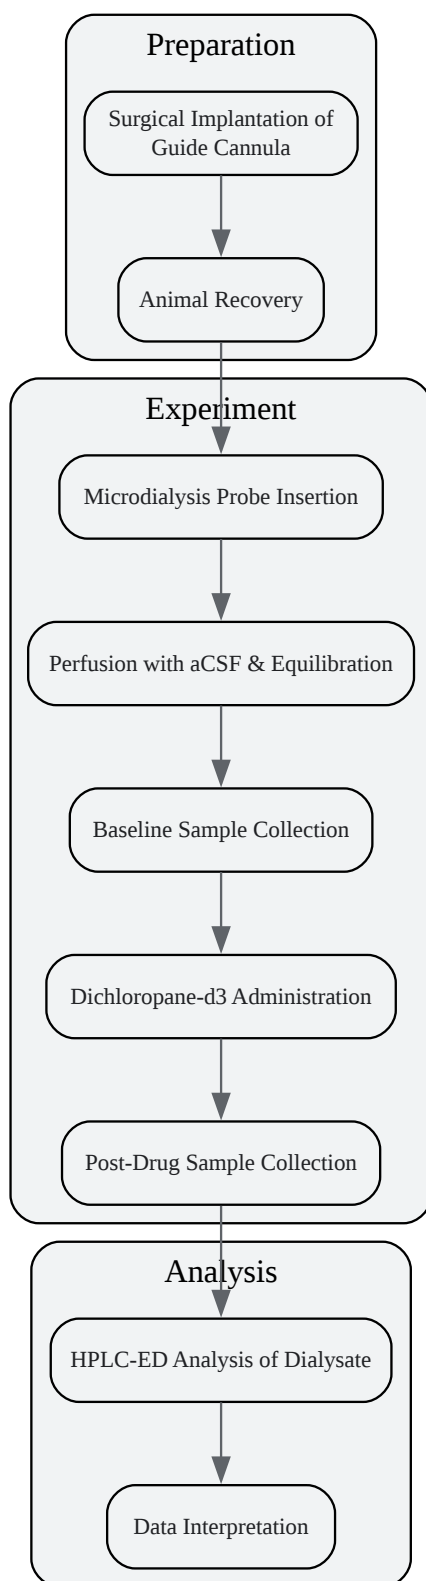 Preparation
Surgical Implantation of
Guide Cannula
Animal Recovery
Experiment
Microdialysis Probe Insertion
Perfusion with aCSF & Equilibration
Baseline Sample Collection
Dichloropane-d3 Administration
Post-Drug Sample Collection
Analysis
HPLC-ED Analysis of Dialysate
Data Interpretation